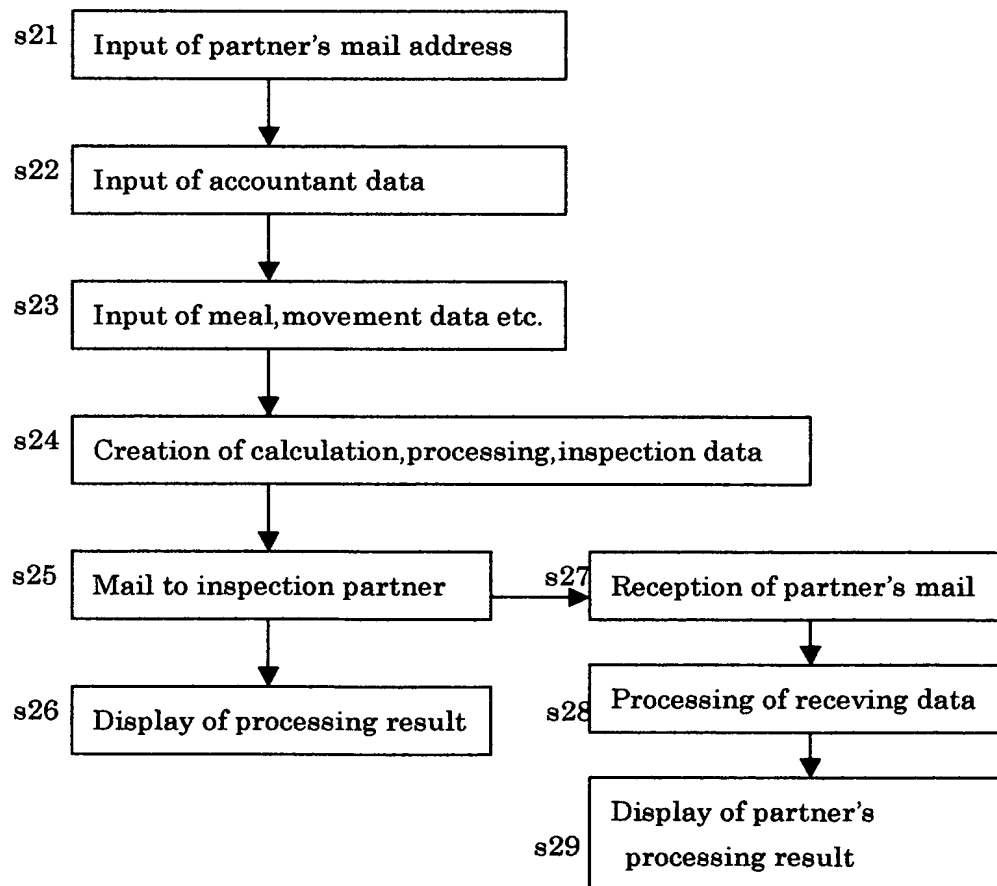 s21 Input of partner's mail address
s22 Input of accountant data
s23 Input of meal,movement data etc.
s24 Creation of calculation,processing,inspection data
s25 Mail to inspection partner
s27 Reception of partner's mail
s26 Display of processing result
s28 Processing of receving data
s29 Display of partner's
processing result